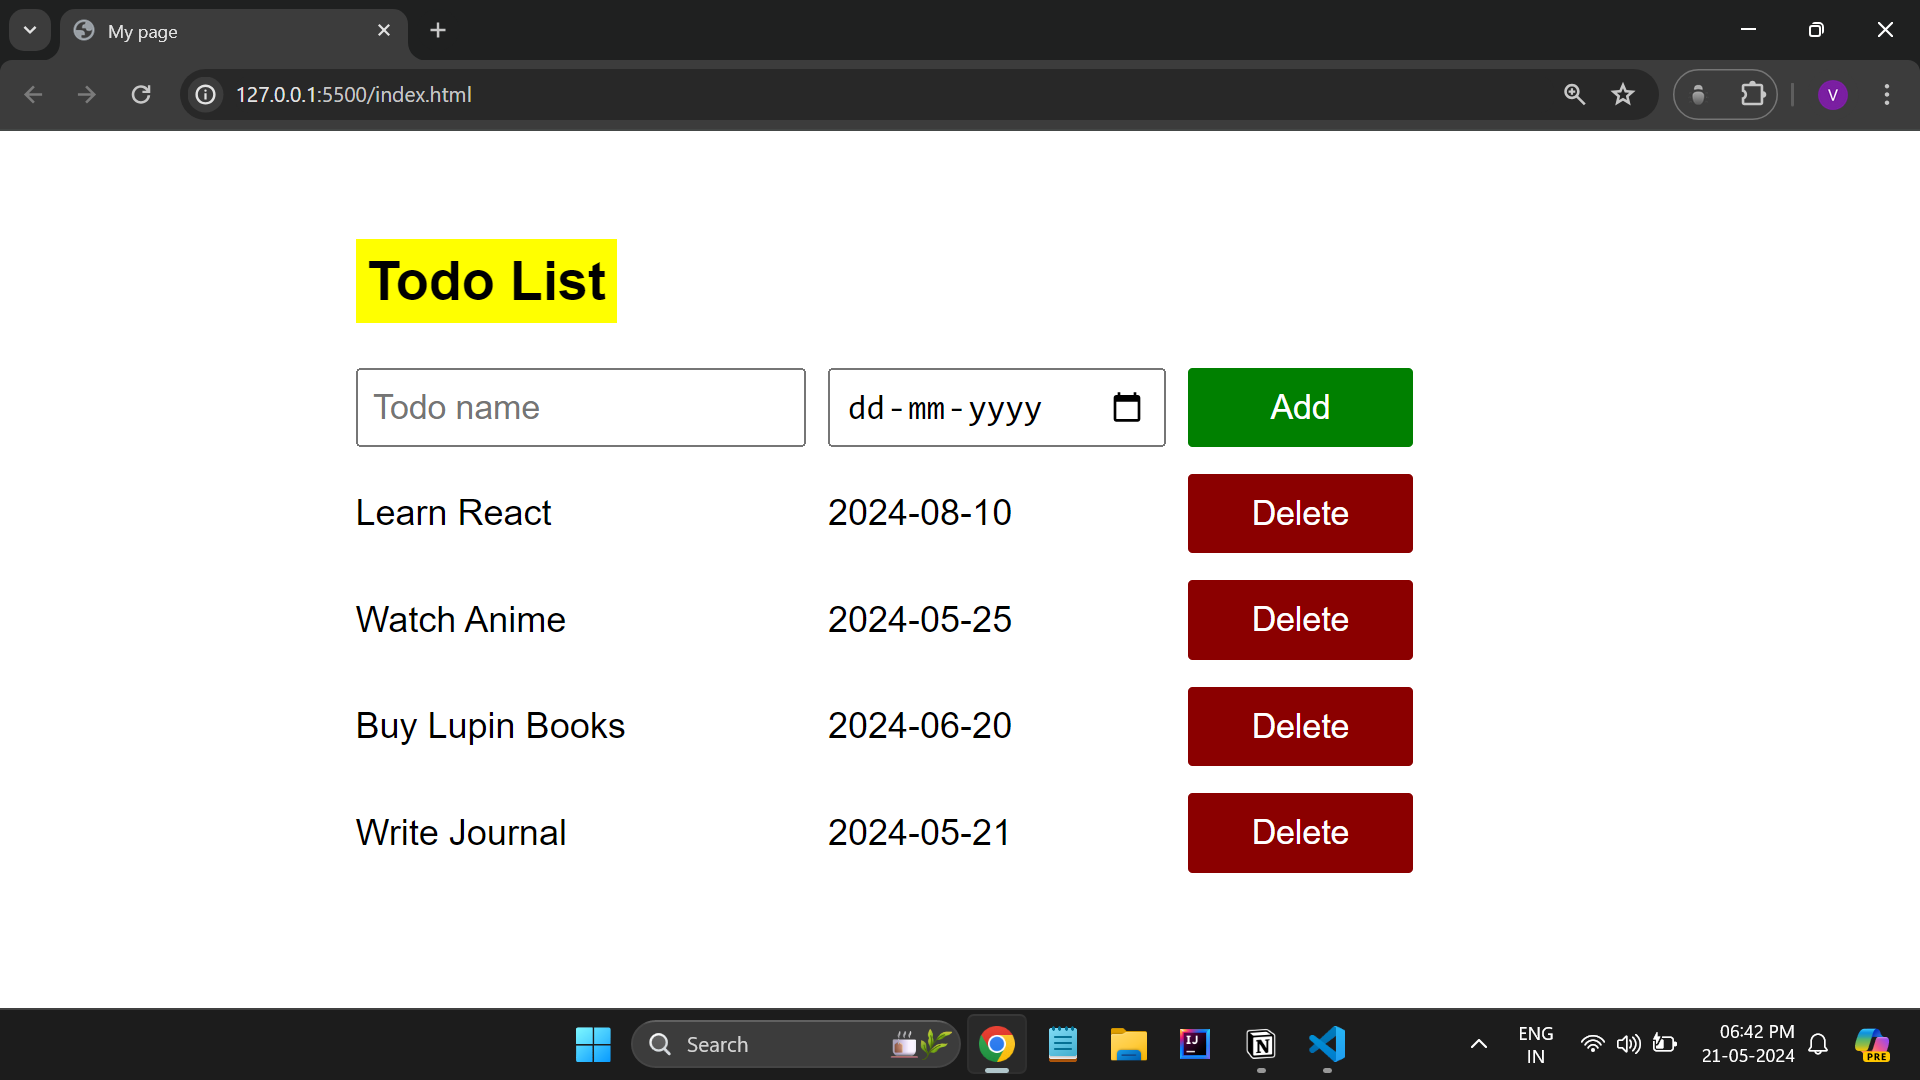 My page
127.0.0.1:5500/index.html
V
Todo List
Todo name dd-mm-yyyy Add
Learn React 2024-08-10 Delete
Watch Anime 2024-05-25 Delete
Buy Lupin Books 2024-06-20 Delete
Write Journal 2024-05-21 Delete
Search
IJ
N
ENG
IN
06:42 PM
21-05-2024
PRE